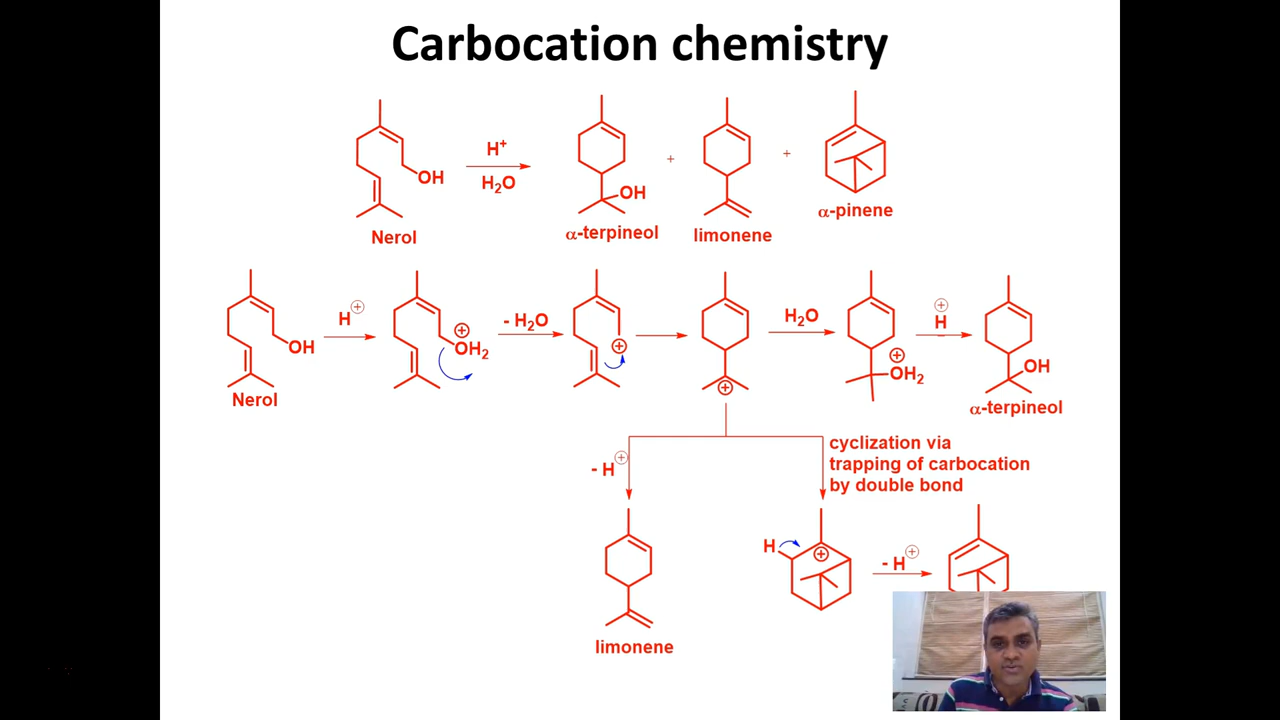 Carbocation chemistry
OH
H+
H2O
+
OH
+
Nerol
α-terpineol
limonene
α-pinene
OH
H⊕
⊕
OH2
- H2O
⊕
⊕
H2O
⊕
OH2
⊕
H
OH
Nerol
α-terpineol
- H⊕
cyclization via
trapping of carbocation
by double bond
limonene
H
⊕
- H⊕